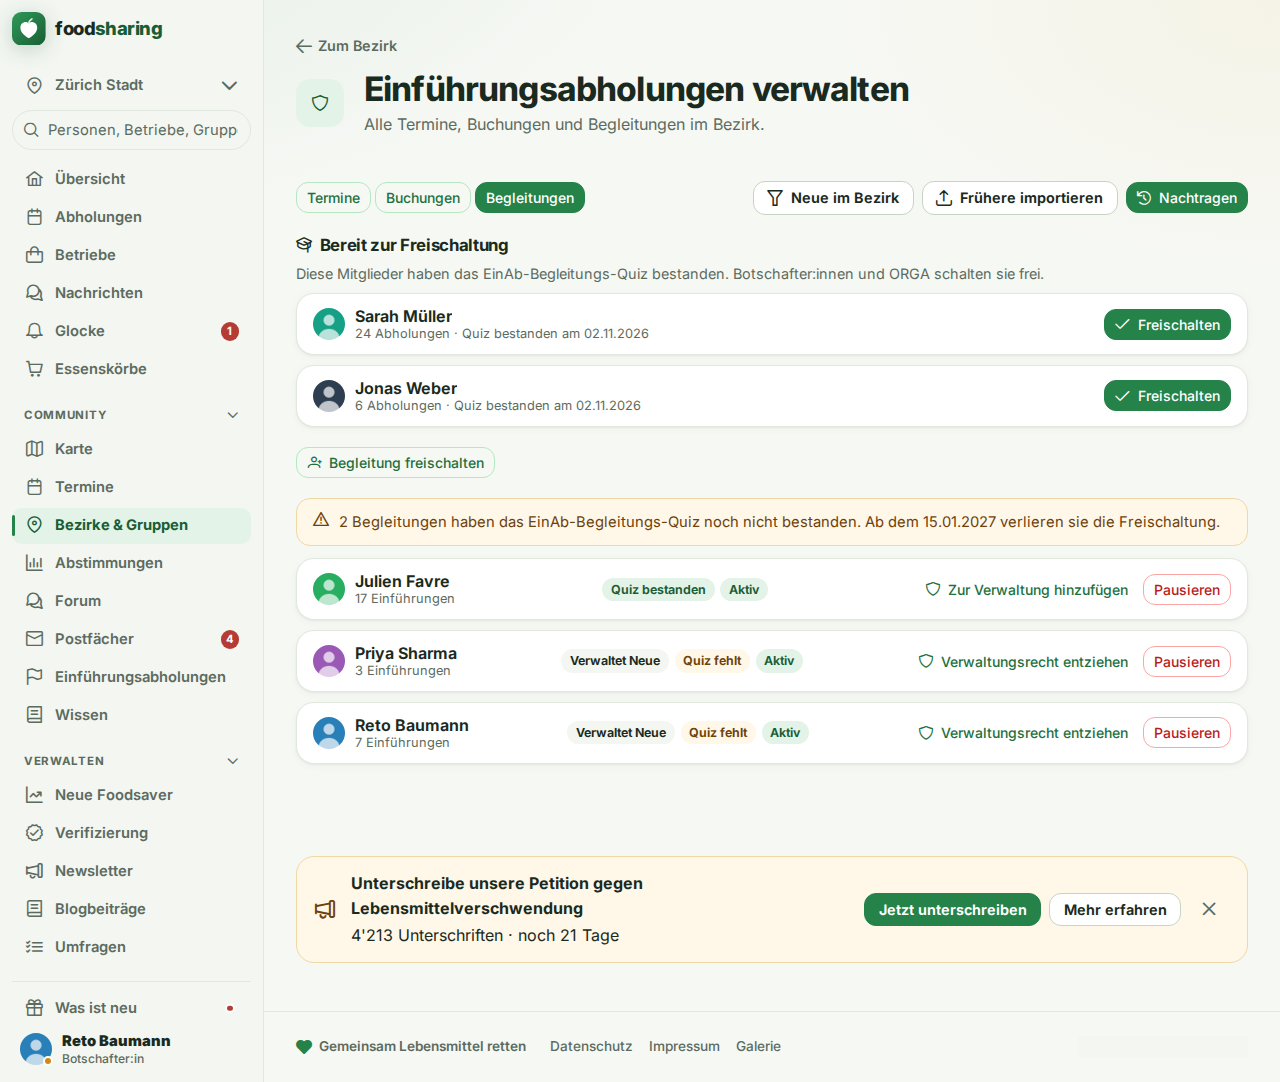 foodsharing
Zürich Stadt
Personen, Betriebe, Grupp
Übersicht
Abholungen
Betriebe
Nachrichten
Glocke 1
Essenskörbe
COMMUNITY
Karte
Termine
Bezirke & Gruppen
Abstimmungen
Forum
Postfächer 4
Einführungsabholungen
Wissen
VERWALTEN
Neue Foodsaver
Verifizierung
Newsletter
Blogbeiträge
Umfragen
Was ist neu
Reto Baumann
Botschafter:in
Zum Bezirk
Einführungsabholungen verwalten
Alle Termine, Buchungen und Begleitungen im Bezirk.
Termine Buchungen Begleitungen Neue im Bezirk Frühere importieren Nachtragen
Bereit zur Freischaltung
Diese Mitglieder haben das EinAb-Begleitungs-Quiz bestanden. Botschafter:innen und ORGA schalten sie frei.
Sarah Müller
24 Abholungen · Quiz bestanden am 02.11.2026
Freischalten
Jonas Weber
6 Abholungen · Quiz bestanden am 02.11.2026
Freischalten
Begleitung freischalten
2 Begleitungen haben das EinAb-Begleitungs-Quiz noch nicht bestanden. Ab dem 15.01.2027 verlieren sie die Freischaltung.
Julien Favre
17 Einführungen
Quiz bestanden Aktiv Zur Verwaltung hinzufügen Pausieren
Priya Sharma
3 Einführungen
Verwaltet Neue Quiz fehlt Aktiv Verwaltungsrecht entziehen Pausieren
Reto Baumann
7 Einführungen
Verwaltet Neue Quiz fehlt Aktiv Verwaltungsrecht entziehen Pausieren
Unterschreibe unsere Petition gegen
Lebensmittelverschwendung
4'213 Unterschriften · noch 21 Tage
Jetzt unterschreiben Mehr erfahren
Gemeinsam Lebensmittel retten Datenschutz Impressum Galerie